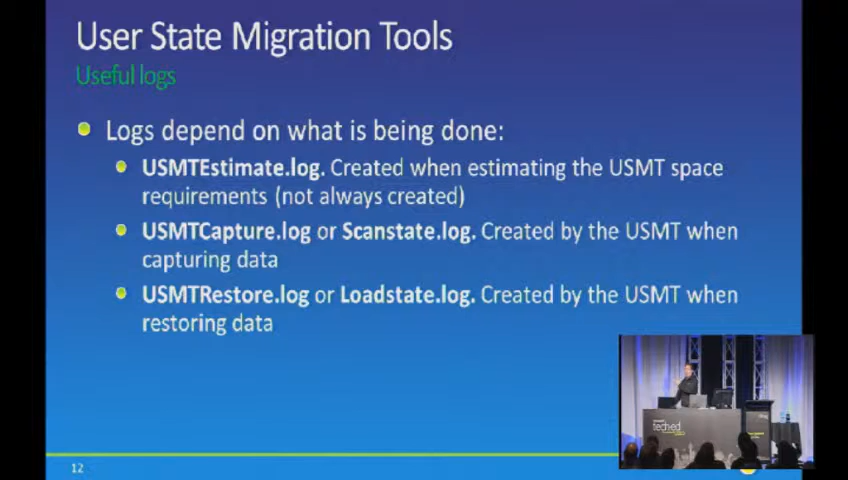 User State Migration Tools
Useful logs
Logs depend on what is being done:
USMTEstimate.log. Created when estimating the USMT space
requirements (not always created)
USMTCapture.log or Scanstate.log. Created by the USMT when
capturing data
USMTRestore.log or Loadstate.log. Created by the USMT when
restoring data
teched
12